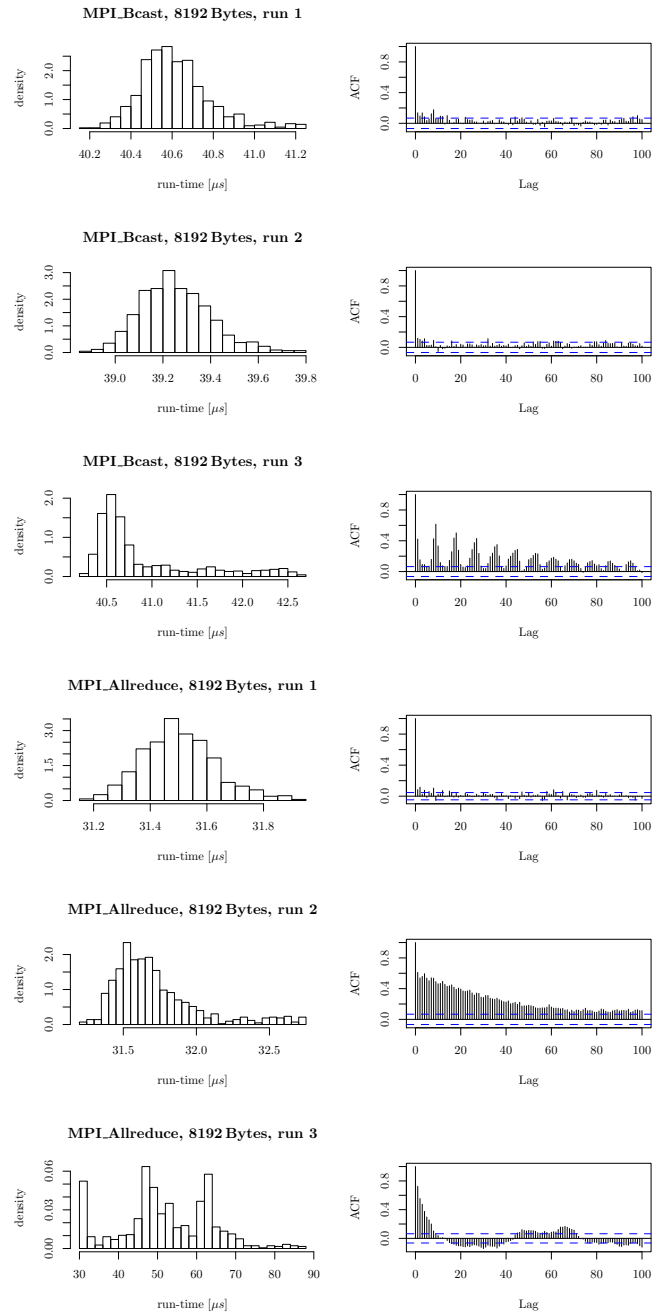 MPI_Bcast, 8192 Bytes, run 1
density
0.0 1.0 2.0
40.2 40.4 40.6 40.8 41.0 41.2
run-time [μs]
ACF
0.0 0.4 0.8
0 20 40 60 80 100
Lag
MPI_Bcast, 8192 Bytes, run 2
density
0.0 1.0 2.0 3.0
39.0 39.2 39.4 39.6 39.8
run-time [μs]
ACF
0.0 0.4 0.8
0 20 40 60 80 100
Lag
MPI_Bcast, 8192 Bytes, run 3
density
0.0 1.0 2.0
40.5 41.0 41.5 42.0 42.5
run-time [μs]
ACF
0.0 0.4 0.8
0 20 40 60 80 100
Lag
MPI_Allreduce, 8192 Bytes, run 1
density
0.0 1.5 3.0
31.2 31.4 31.6 31.8
run-time [μs]
ACF
0.0 0.4 0.8
0 20 40 60 80 100
Lag
MPI_Allreduce, 8192 Bytes, run 2
density
0.0 1.0 2.0
31.5 32.0 32.5
run-time [μs]
ACF
0.0 0.4 0.8
0 20 40 60 80 100
Lag
MPI_Allreduce, 8192 Bytes, run 3
density
0.00 0.03 0.06
30 40 50 60 70 80 90
run-time [μs]
ACF
0.0 0.4 0.8
0 20 40 60 80 100
Lag